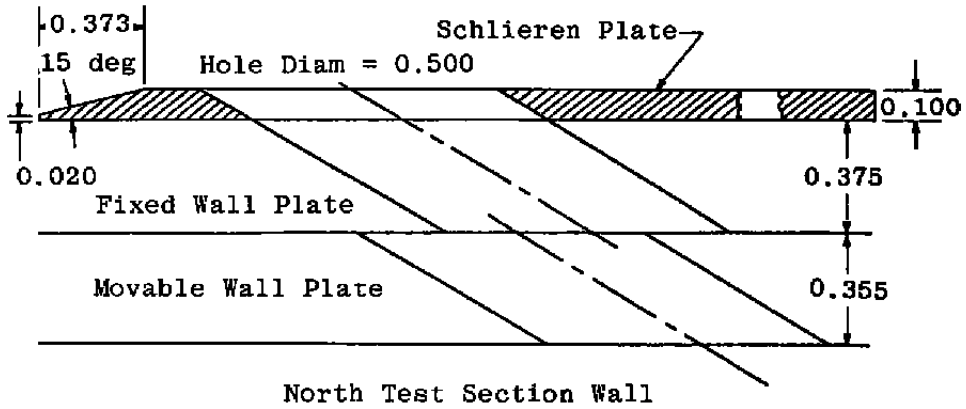 0.373
Schlieren Plate
15 deg
Hole Diam = 0.500
0.100
0.020
0.375
Fixed Wall Plate
Movable Wall Plate
0.355
North Test Section Wall